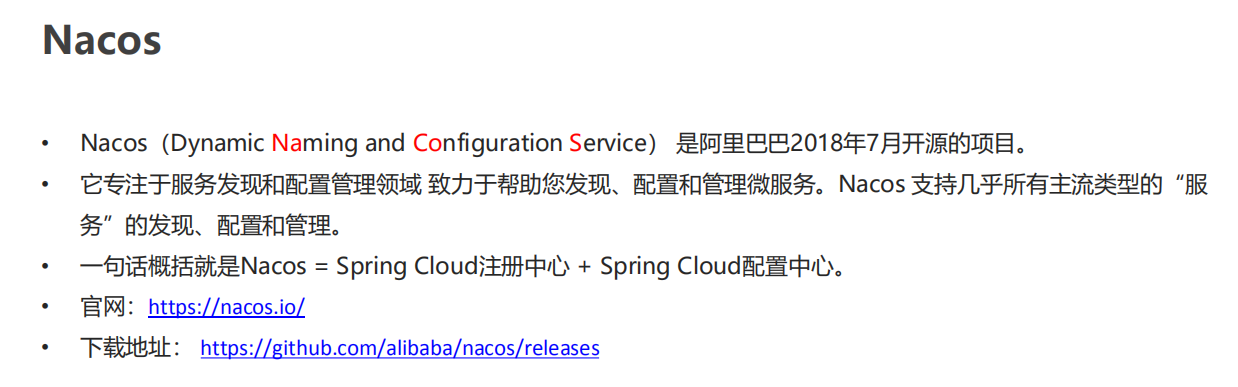 Nacos
• Nacos（Dynamic Naming and Configuration Service） 是阿里巴巴2018年7月开源的项目。
• 它专注于服务发现和配置管理领域 致力于帮助您发现、配置和管理微服务。Nacos 支持几乎所有主流类型的“服
务”的发现、配置和管理。
• 一句话概括就是Nacos = Spring Cloud注册中心 + Spring Cloud配置中心。
• 官网：https://nacos.io/
• 下载地址： https://github.com/alibaba/nacos/releases